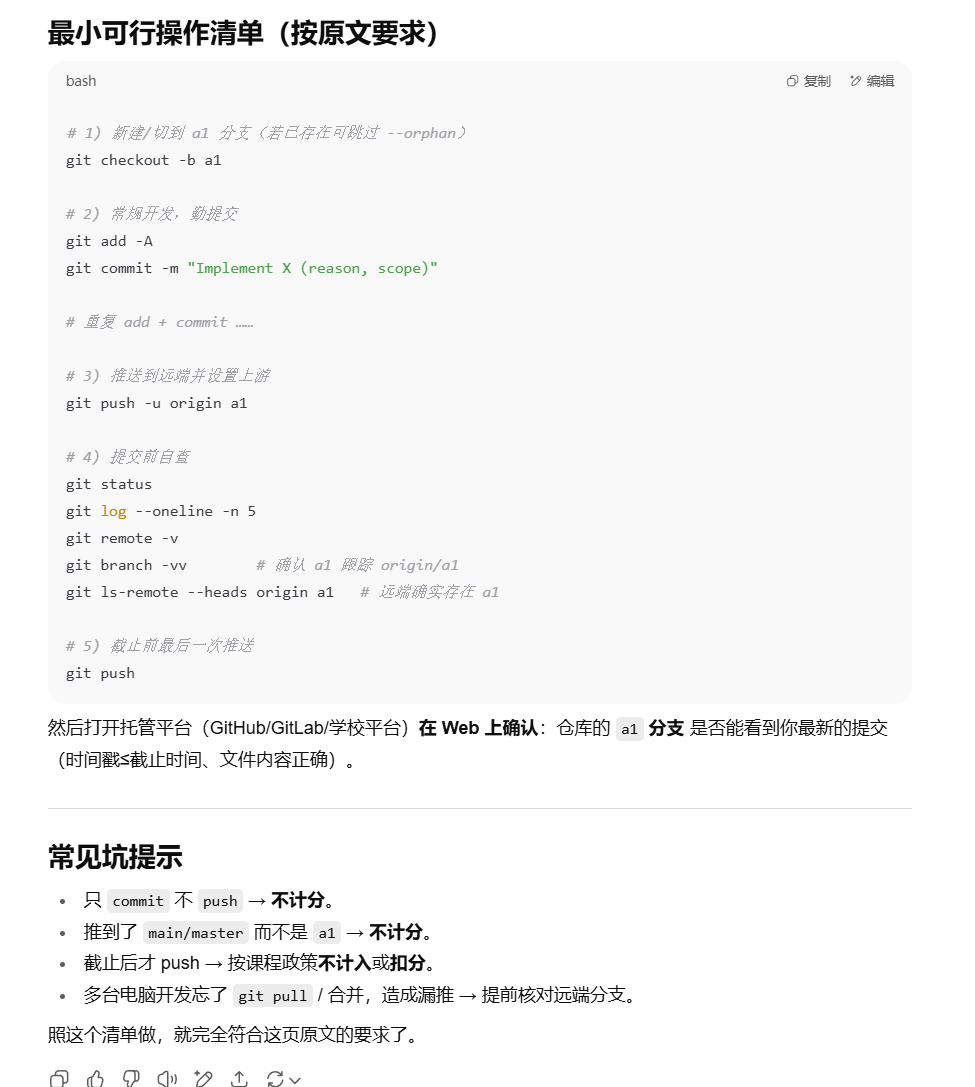 最小可行操作清单（按原文要求）
bash
复制
编辑
# 1) 新建/切到 a1 分支（若已存在可跳过 --orphan）
git checkout -b a1
# 2) 常规开发，勤提交
git add -A
git commit -m "Implement X (reason, scope)"
# 重复 add + commit ……
# 3) 推送到远端并设置上游
git push -u origin a1
# 4) 提交前自查
git status
git log --oneline -n 5
git remote -v
git branch -vv        # 确认 a1 跟踪 origin/a1
git ls-remote --heads origin a1   # 远端确实存在 a1
# 5) 截止前最后一次推送
git push
然后打开托管平台（GitHub/GitLab/学校平台）在 Web 上确认：仓库的 a1 分支 是否能看到你最新的提交
（时间戳≤截止时间、文件内容正确）。
常见坑提示
• 只 commit 不 push → 不计分。
• 推到了 main/master 而不是 a1 → 不计分。
• 截止后才 push → 按课程政策不计入或扣分。
• 多台电脑开发忘了 git pull / 合并，造成漏推 → 提前核对远端分支。
照这个清单做，就完全符合这页原文的要求了。